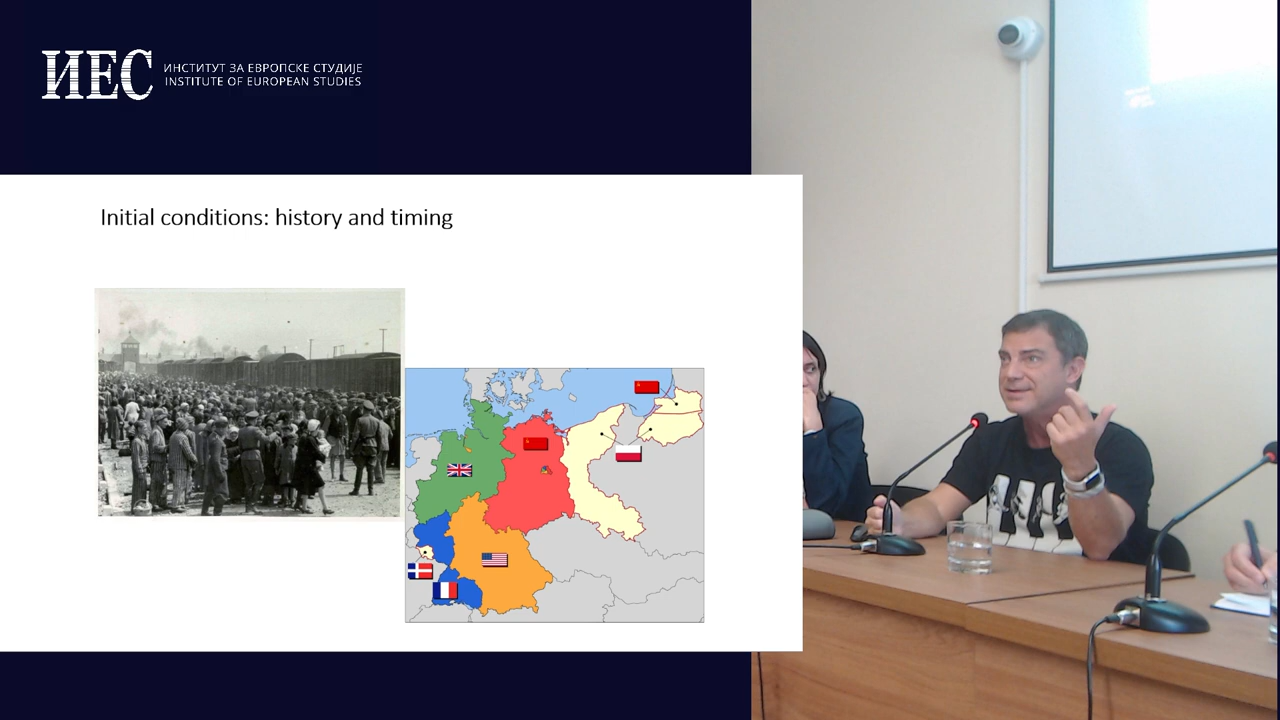 ИЕС
ИНСТИТУТ ЗА ЕВРОПСКЕ СТУДИЈЕ
INSTITUTE OF EUROPEAN STUDIES
Initial conditions: history and timing